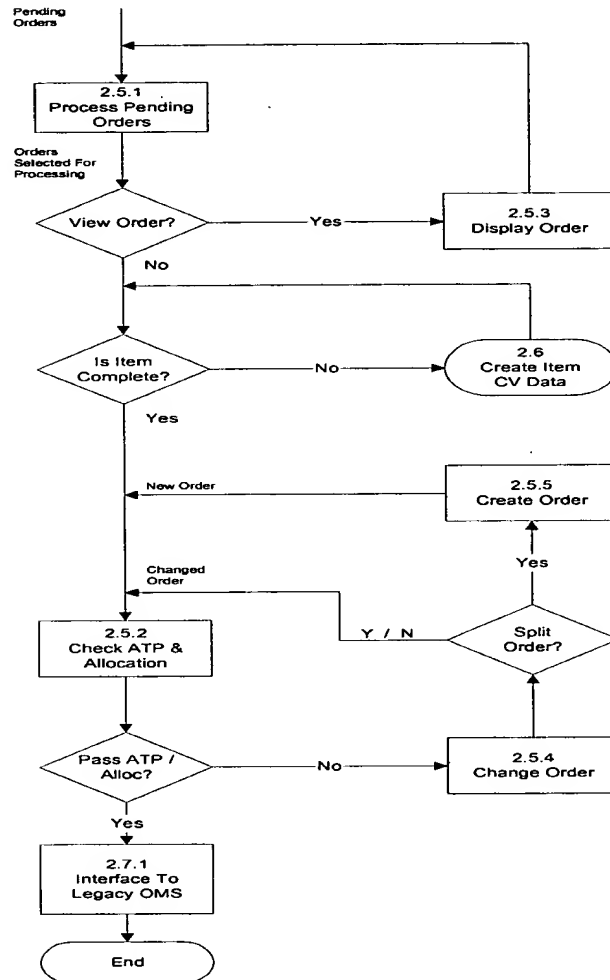 Pending
Orders
2.5.1
Process Pending
Orders
Orders
Selected For
Processing
View Order?
Yes
2.5.3
Display Order
No
Is Item
Complete?
No
2.6
Create Item
CV Data
Yes
New Order
2.5.5
Create Order
Yes
Changed
Order
2.5.2
Check ATP &
Allocation
Y / N
Split
Order?
Pass ATP /
Alloc?
No
2.5.4
Change Order
Yes
2.7.1
Interface To
Legacy OMS
End